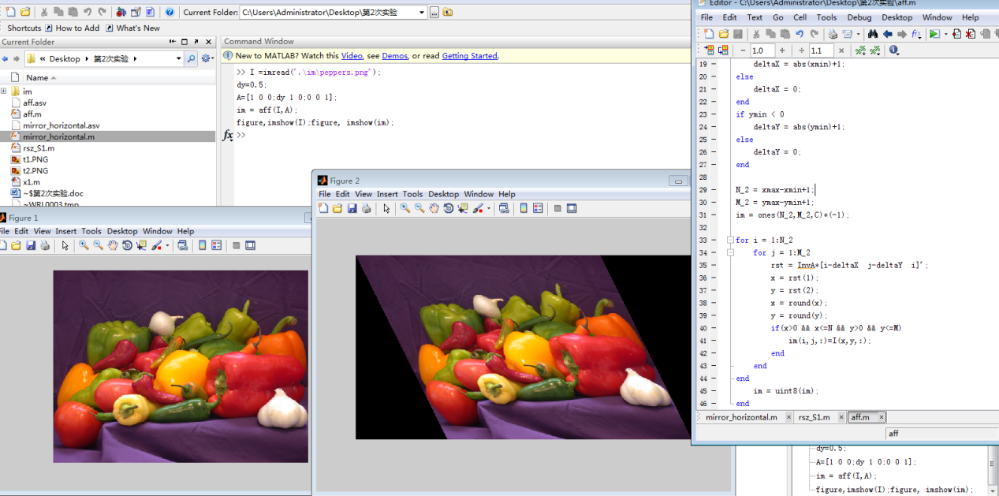 Current Folder: C:\Users\Administrator\Desktop\第2次实验
Shortcuts How to Add What's New
Current Folder
« Desktop 第2次实验
Name
im
aff.asv
aff.m
mirror_horizontal.asv
mirror_horizontal.m
rsz_S1.m
t1.PNG
t2.PNG
x1.m
~$第2次实验.doc
~WRL0003.tmp
Command Window
New to MATLAB? Watch this Video, see Demos, or read Getting Started.
>> I =imread('.\im\peppers.png');
dy=0.5;
A=[1 0 0;dy 1 0;0 0 1];
im = aff(I,A);
figure,imshow(I);figure, imshow(im);
fx >>
Figure 1
File Edit View Insert Tools Desktop Window Help
Figure 2
File Edit View Insert Tools Desktop Window Help
Editor - C:\Users\Administrator\Desktop\第2次实验\aff.m
File Edit Text Go Cell Tools Debug Desktop Window Help
1.0 + ÷ 1.1 ×
19 deltaX = abs(xmin)+1;
20 else
21 deltaX = 0;
22 end
23 if ymin < 0
24 deltaY = abs(ymin)+1;
25 else
26 deltaY = 0;
27 end
28
29 N_2 = xmax-xmin+1;
30 M_2 = ymax-ymin+1;
31 im = ones(N_2,M_2,C)*(-1);
32
33 for i = 1:N_2
34 for j = 1:M_2
35 rst = InvA*[i-deltaX j-deltaY i]';
36 x = rst(1);
37 y = rst(2);
38 x = round(x);
39 y = round(y);
40 if(x>0 && x<=N && y>0 && y<=M)
41 im(i,j,:)=I(x,y,:);
42 end
43 end
44 end
45 im = uint8(im);
46 end
mirror_horizontal.m × rsz_S1.m × aff.m ×
aff
dy=0.5;
A=[1 0 0;dy 1 0;0 0 1];
im = aff(I,A);
figure,imshow(I);figure, imshow(im);